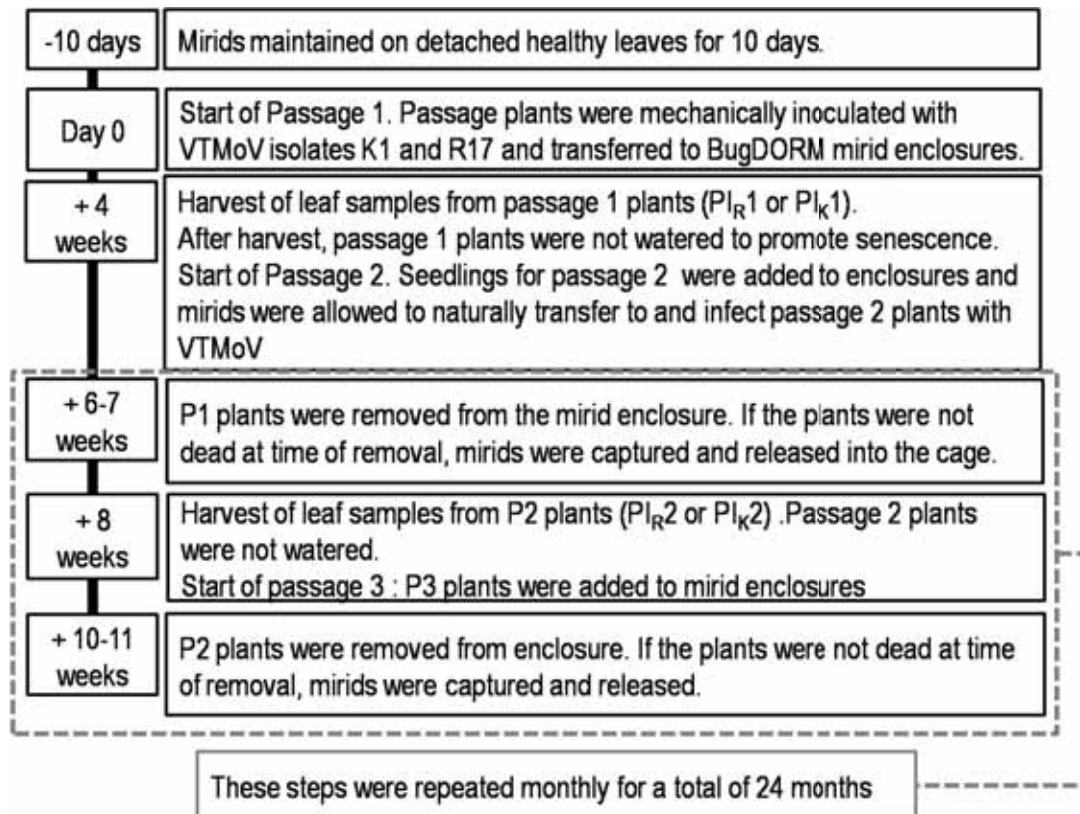 -10 days
Mirids maintained on detached healthy leaves for 10 days.
Day 0
Start of Passage 1. Passage plants were mechanically inoculated with
VTMoV isolates K1 and R17 and transferred to BugDORM mirid enclosures.
+ 4
weeks
Harvest of leaf samples from passage 1 plants (PI_R1 or PI_K1).
After harvest, passage 1 plants were not watered to promote senescence.
Start of Passage 2. Seedlings for passage 2 were added to enclosures and
mirids were allowed to naturally transfer to and infect passage 2 plants with
VTMoV
+ 6-7
weeks
P1 plants were removed from the mirid enclosure. If the plants were not
dead at time of removal, mirids were captured and released into the cage.
+ 8
weeks
Harvest of leaf samples from P2 plants (PI_R2 or PI_K2) .Passage 2 plants
were not watered.
Start of passage 3 : P3 plants were added to mirid enclosures
+ 10-11
weeks
P2 plants were removed from enclosure. If the plants were not dead at time
of removal, mirids were captured and released.
These steps were repeated monthly for a total of 24 months